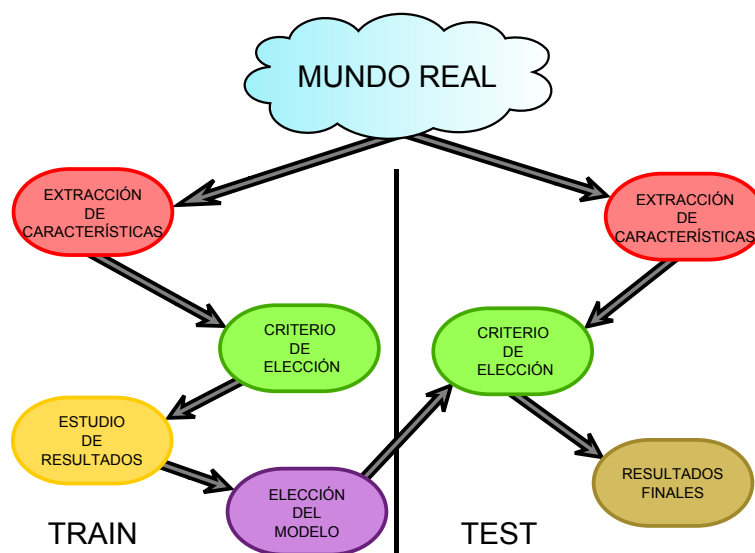 MUNDO REAL
EXTRACCIÓN
DE
CARACTERÍSTICAS
EXTRACCIÓN
DE
CARACTERÍSTICAS
CRITERIO
DE
ELECCIÓN
CRITERIO
DE
ELECCIÓN
ESTUDIO
DE
RESULTADOS
ELECCIÓN
DEL
MODELO
RESULTADOS
FINALES
TRAIN
TEST